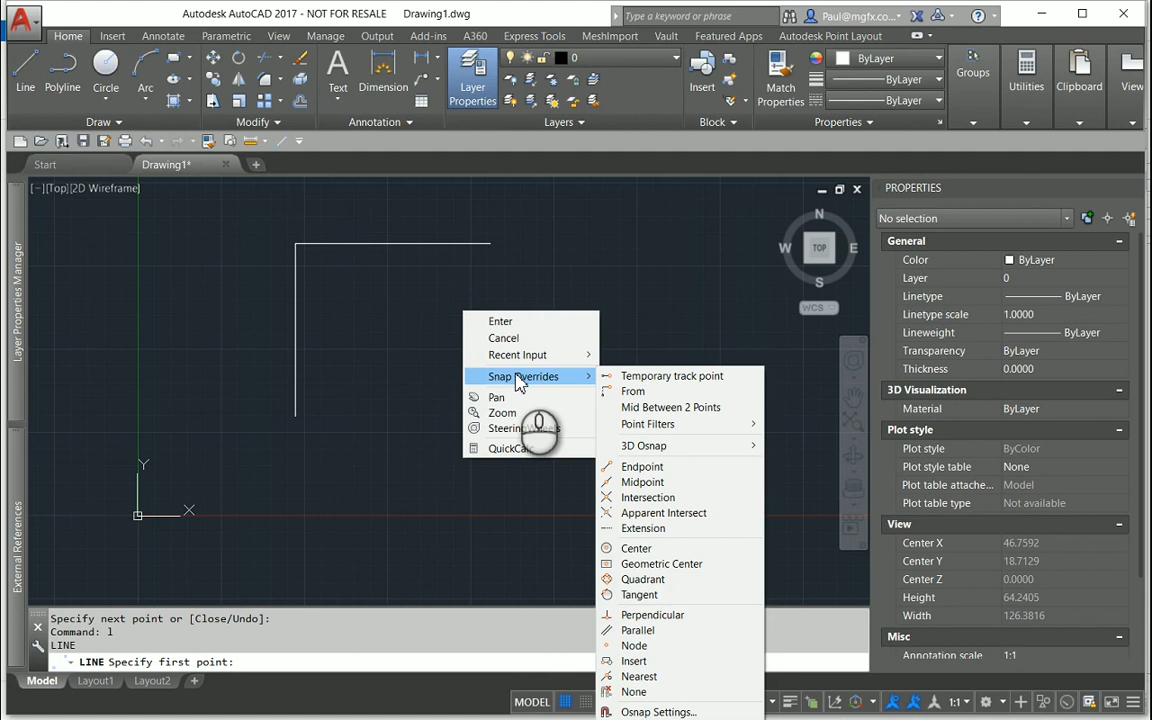 Autodesk AutoCAD 2017 - NOT FOR RESALE Drawing1.dwg
Type a keyword or phrase
Paul@mgfx.co...
Home Insert Annotate Parametric View Manage Output Add-ins A360 Express Tools MeshImport Vault Featured Apps Autodesk Point Layout
Line Polyline Circle Arc
Text Dimension
Layer
Properties
0
Insert
Match
Properties
ByLayer
ByLayer
ByLayer
Groups
Utilities
Clipboard
View
Draw Modify Annotation Layers Block Properties
Start Drawing1*
[−][Top][2D Wireframe]
N
W TOP E
S
WCS
Y
X
Layer Properties Manager
External References
Enter
Cancel
Recent Input
Snap Overrides
Pan
Zoom
SteeringWheels
QuickCalc
Temporary track point
From
Mid Between 2 Points
Point Filters
3D Osnap
Endpoint
Midpoint
Intersection
Apparent Intersect
Extension
Center
Geometric Center
Quadrant
Tangent
Perpendicular
Parallel
Node
Insert
Nearest
None
Osnap Settings...
PROPERTIES
No selection
General
Color ByLayer
Layer 0
Linetype ByLayer
Linetype scale 1.0000
Lineweight ByLayer
Transparency ByLayer
Thickness 0.0000
3D Visualization
Material ByLayer
Plot style
Plot style ByColor
Plot style table None
Plot table attache... Model
Plot table type Not available
View
Center X 46.7592
Center Y 18.7129
Center Z 0.0000
Height 64.2405
Width 126.3816
Misc
Annotation scale 1:1
Specify next point or [Close/Undo]:
Command: l
LINE
LINE Specify first point:
Model Layout1 Layout2 +
MODEL 1:1